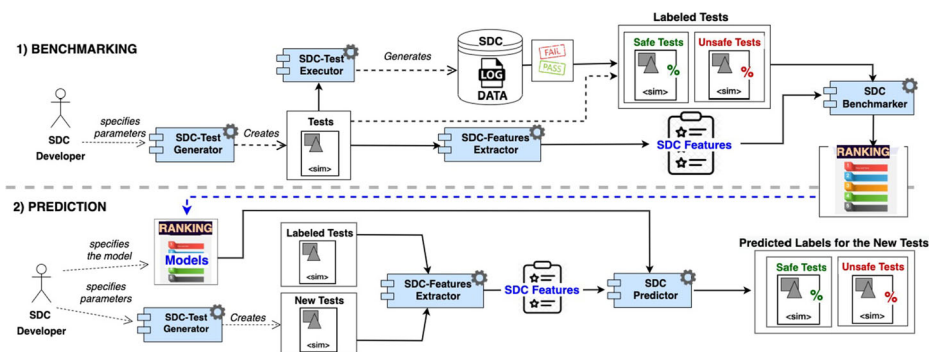 1) BENCHMARKING
SDC
Developer
specifies
parameters
SDC-Test
Generator
Creates
SDC-Test
Executor
Tests
<sim>
Generates
SDC
LOG
DATA
FAIL
PASS
SDC-Features
Extractor
SDC Features
Labeled Tests
Safe Tests
%
<sim>
Unsafe Tests
%
<sim>
SDC
Benchmarker
RANKING
2) PREDICTION
SDC
Developer
specifies
the model
RANKING
Models
specifies
parameters
SDC-Test
Generator
Creates
Labeled Tests
<sim>
New Tests
<sim>
SDC-Features
Extractor
SDC Features
SDC
Predictor
Predicted Labels for the New Tests
Safe Tests
%
<sim>
Unsafe Tests
%
<sim>